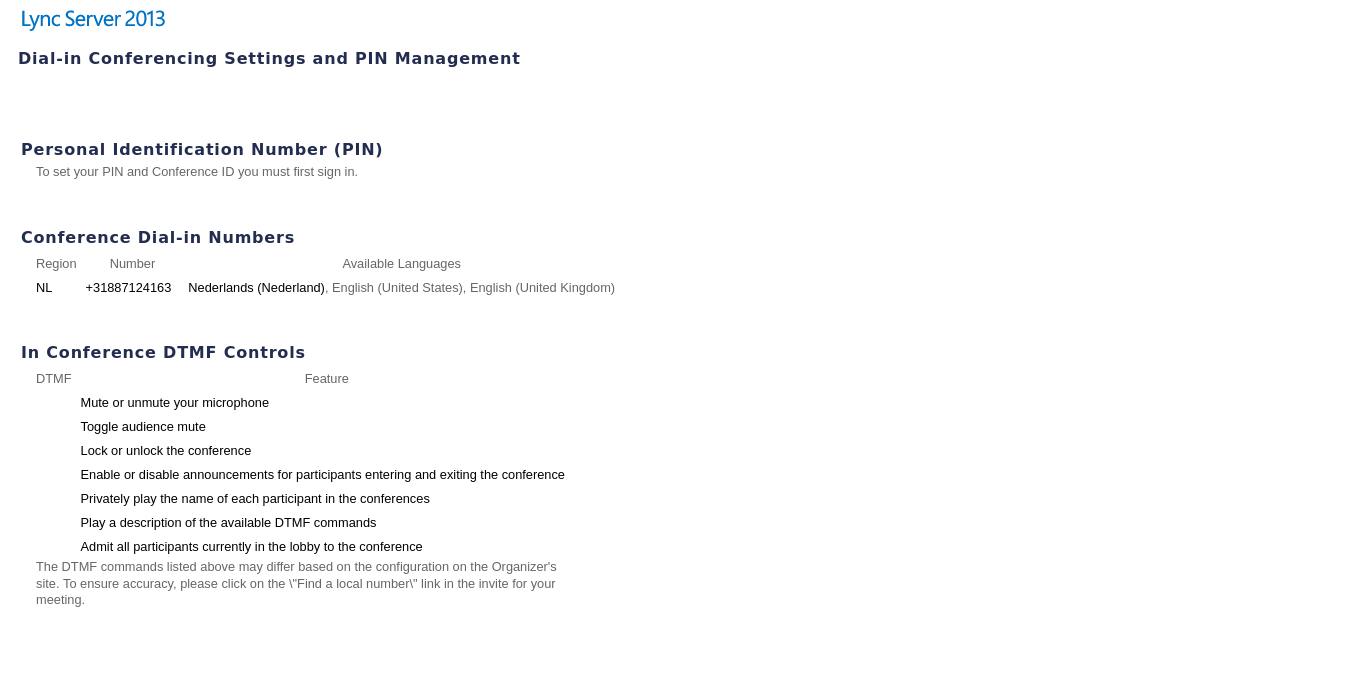 Lync Server 2013
Dial-in Conferencing Settings and PIN Management
Personal Identification Number (PIN)
To set your PIN and Conference ID you must first sign in.
Conference Dial-in Numbers
Region Number Available Languages
NL +31887124163 Nederlands (Nederland), English (United States), English (United Kingdom)
In Conference DTMF Controls
DTMF Feature
Mute or unmute your microphone
Toggle audience mute
Lock or unlock the conference
Enable or disable announcements for participants entering and exiting the conference
Privately play the name of each participant in the conferences
Play a description of the available DTMF commands
Admit all participants currently in the lobby to the conference
The DTMF commands listed above may differ based on the configuration on the Organizer's
site. To ensure accuracy, please click on the \"Find a local number\" link in the invite for your
meeting.